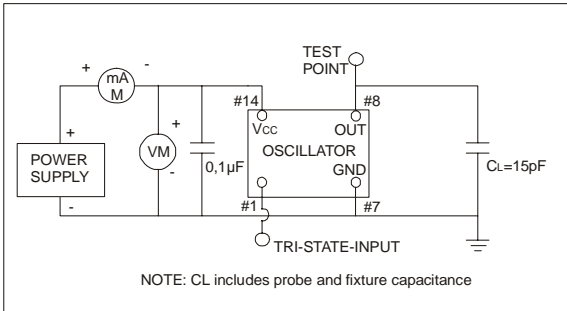 TEST
POINT
+
-
mA
M
#14
#8
+
VCC
OUT
+
VM
OSCILLATOR
POWER
SUPPLY
0,1µF
GND
CL=15pF
-
-
#1
#7
TRI-STATE-INPUT
NOTE: CL includes probe and fixture capacitance